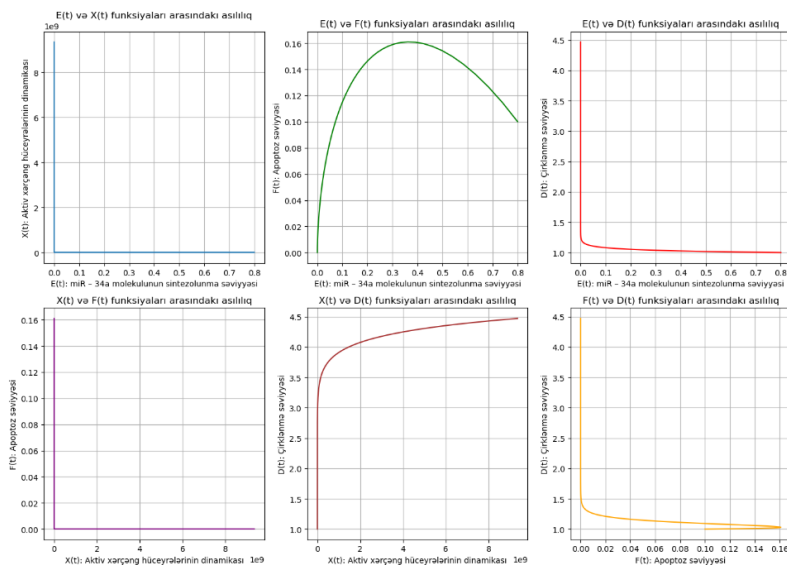 E(t) və X(t) funksiyaları arasındakı asılılıq
1e9
X(t): Aktiv xərçəng hüceyrələrinin dinamikası
8
6
4
2
0
0.0 0.1 0.2 0.3 0.4 0.5 0.6 0.7 0.8
E(t): miR – 34a molekulunun sintezolunma səviyyəsi
E(t) və F(t) funksiyaları arasındakı asılılıq
F(t): Apoptoz səviyyəsi
0.16
0.14
0.12
0.10
0.08
0.06
0.04
0.02
0.00
0.0 0.1 0.2 0.3 0.4 0.5 0.6 0.7 0.8
E(t): miR – 34a molekulunun sintezolunma səviyyəsi
E(t) və D(t) funksiyaları arasındakı asılılıq
D(t): Çirklənmə səviyyəsi
4.5
4.0
3.5
3.0
2.5
2.0
1.5
1.0
0.0 0.1 0.2 0.3 0.4 0.5 0.6 0.7 0.8
E(t): miR – 34a molekulunun sintezolunma səviyyəsi
X(t) və F(t) funksiyaları arasındakı asılılıq
F(t): Apoptoz səviyyəsi
0.16
0.14
0.12
0.10
0.08
0.06
0.04
0.02
0.00
0 2 4 6 8
X(t): Aktiv xərçəng hüceyrələrinin dinamikası 1e9
X(t) və D(t) funksiyaları arasındakı asılılıq
D(t): Çirklənmə səviyyəsi
4.5
4.0
3.5
3.0
2.5
2.0
1.5
1.0
0 2 4 6 8
X(t): Aktiv xərçəng hüceyrələrinin dinamikası 1e9
F(t) və D(t) funksiyaları arasındakı asılılıq
D(t): Çirklənmə səviyyəsi
4.5
4.0
3.5
3.0
2.5
2.0
1.5
1.0
0.00 0.02 0.04 0.06 0.08 0.10 0.12 0.14 0.16
F(t): Apoptoz səviyyəsi